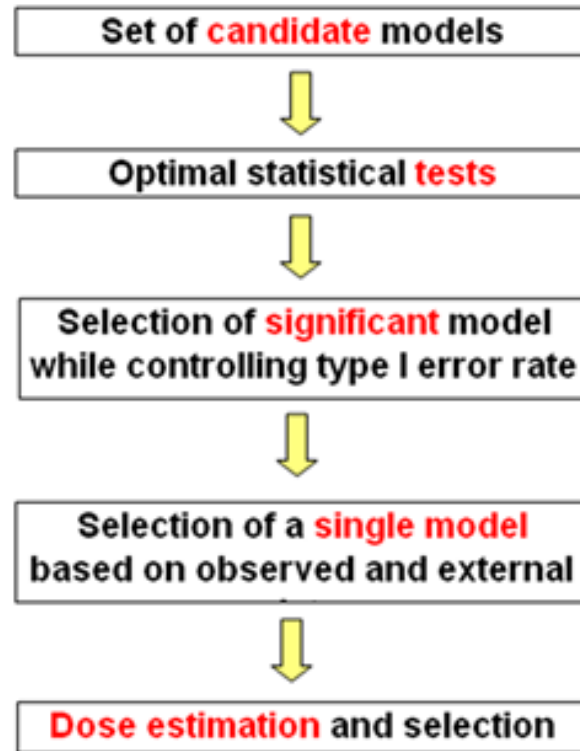 Set of candidate models
Optimal statistical tests
Selection of significant model
while controlling type I error rate
Selection of a single model
based on observed and external
Dose estimation and selection